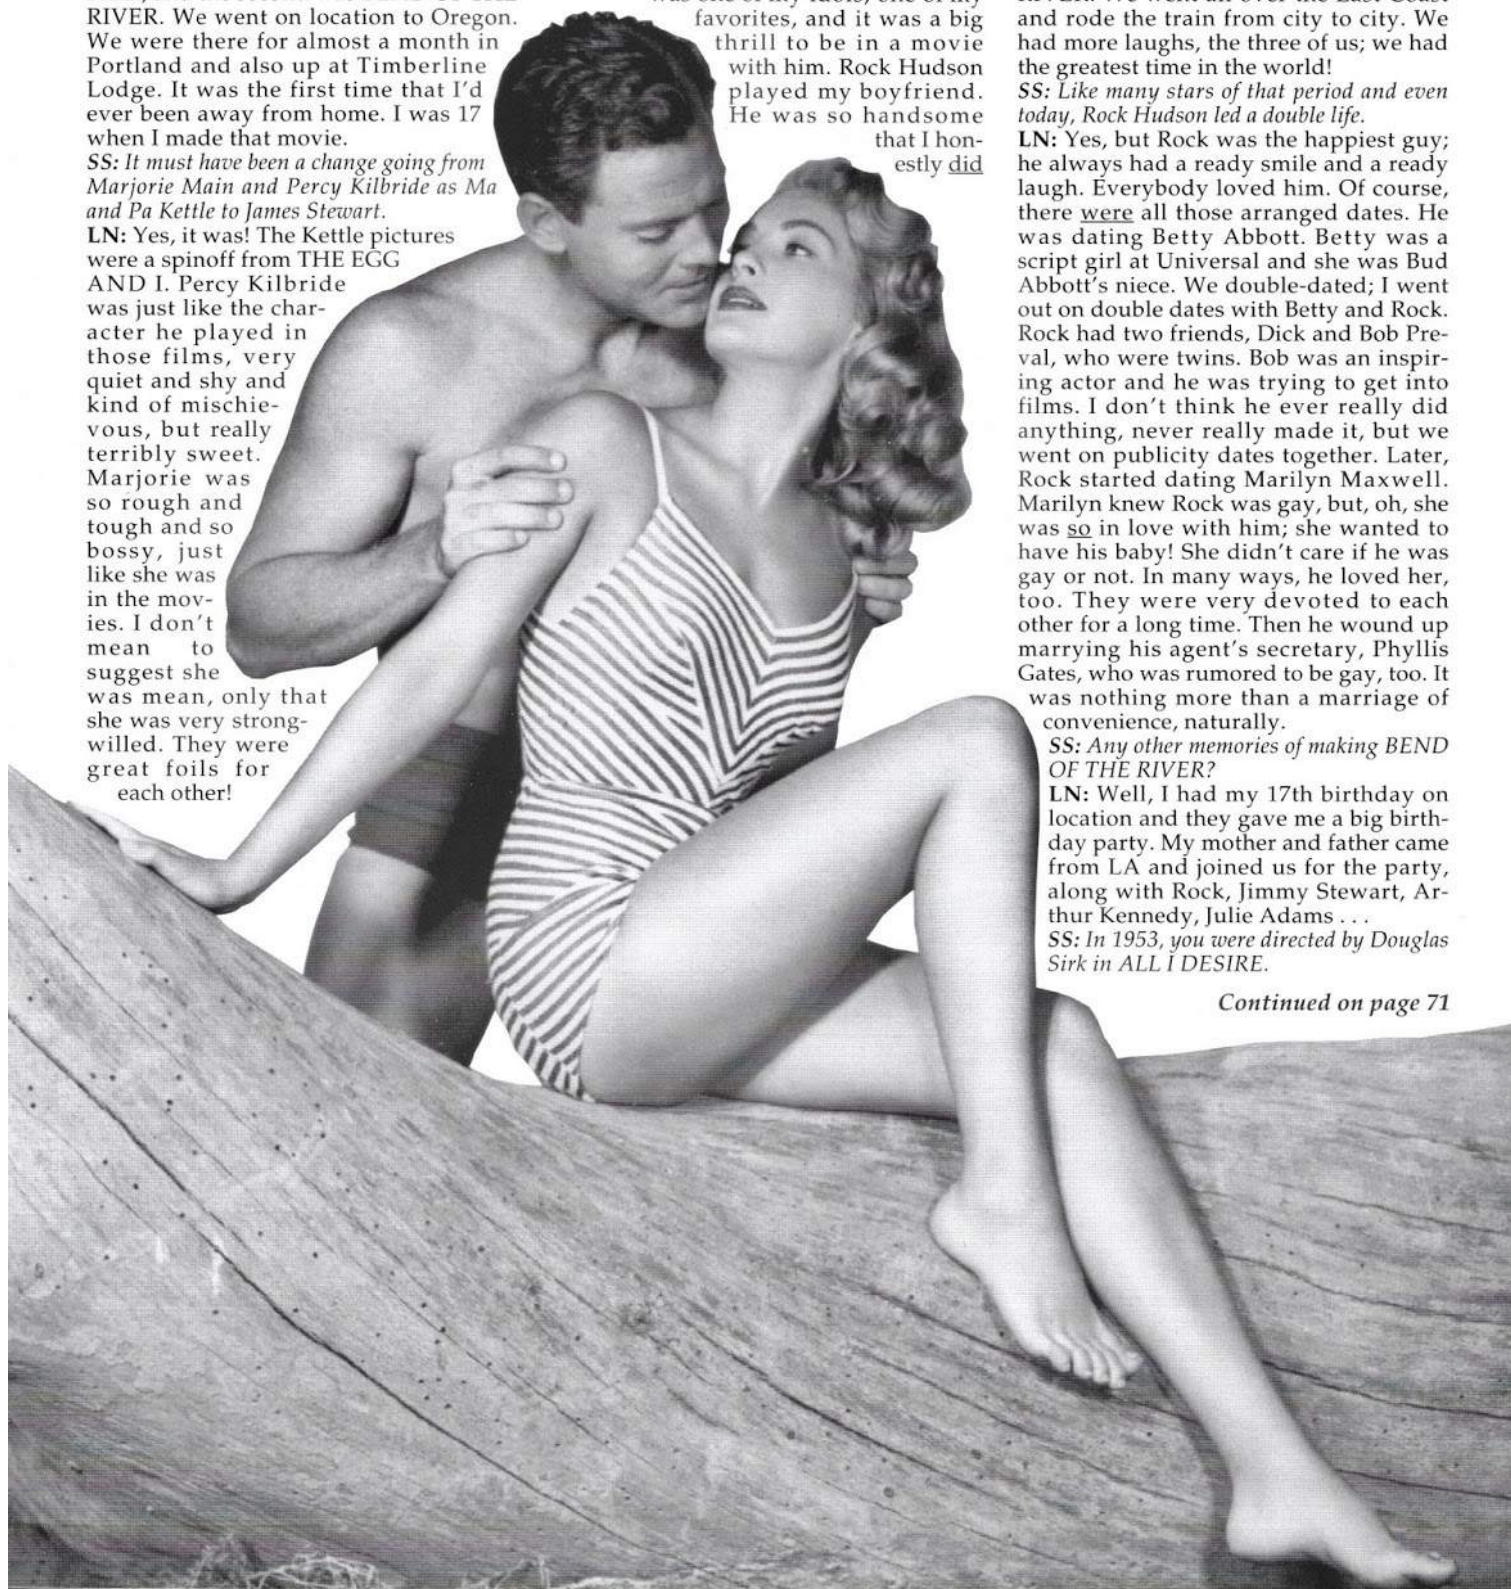 RIVER. We went on location to Oregon.
We were there for almost a month in
Portland and also up at Timberline
Lodge. It was the first time that I'd
ever been away from home. I was 17
when I made that movie.
SS: It must have been a change going from
Marjorie Main and Percy Kilbride as Ma
and Pa Kettle to James Stewart.
LN: Yes, it was! The Kettle pictures
were a spinoff from THE EGG
AND I. Percy Kilbride
was just like the char-
acter he played in
those films, very
quiet and shy and
kind of mischie-
vous, but really
terribly sweet.
Marjorie was
so rough and
tough and so
bossy, just
like she was
in the mov-
ies. I don't
mean to
suggest she
was mean, only that
she was very strong-
willed. They were
great foils for
each other!
favorites, and it was a big
thrill to be in a movie
with him. Rock Hudson
played my boyfriend.
He was so handsome
that I hon-
estly did
and rode the train from city to city. We
had more laughs, the three of us; we had
the greatest time in the world!
SS: Like many stars of that period and even
today, Rock Hudson led a double life.
LN: Yes, but Rock was the happiest guy;
he always had a ready smile and a ready
laugh. Everybody loved him. Of course,
there were all those arranged dates. He
was dating Betty Abbott. Betty was a
script girl at Universal and she was Bud
Abbott's niece. We double-dated; I went
out on double dates with Betty and Rock.
Rock had two friends, Dick and Bob Pre-
val, who were twins. Bob was an inspir-
ing actor and he was trying to get into
films. I don't think he ever really did
anything, never really made it, but we
went on publicity dates together. Later,
Rock started dating Marilyn Maxwell.
Marilyn knew Rock was gay, but, oh, she
was so in love with him; she wanted to
have his baby! She didn't care if he was
gay or not. In many ways, he loved her,
too. They were very devoted to each
other for a long time. Then he wound up
marrying his agent's secretary, Phyllis
Gates, who was rumored to be gay, too. It
was nothing more than a marriage of
convenience, naturally.
SS: Any other memories of making BEND
OF THE RIVER?
LN: Well, I had my 17th birthday on
location and they gave me a big birth-
day party. My mother and father came
from LA and joined us for the party,
along with Rock, Jimmy Stewart, Ar-
thur Kennedy, Julie Adams . . .
SS: In 1953, you were directed by Douglas
Sirk in ALL I DESIRE.
Continued on page 71